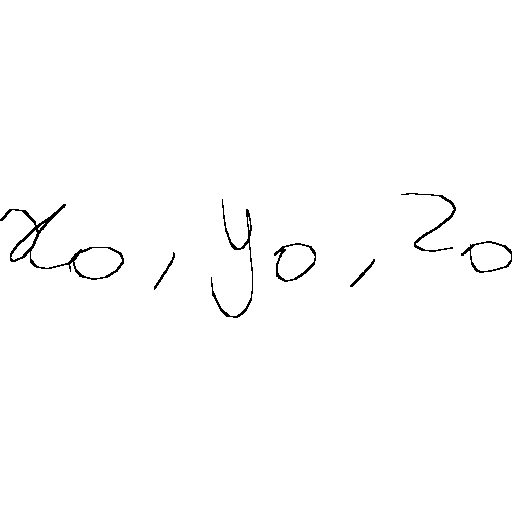 x₀, y₀, z₀